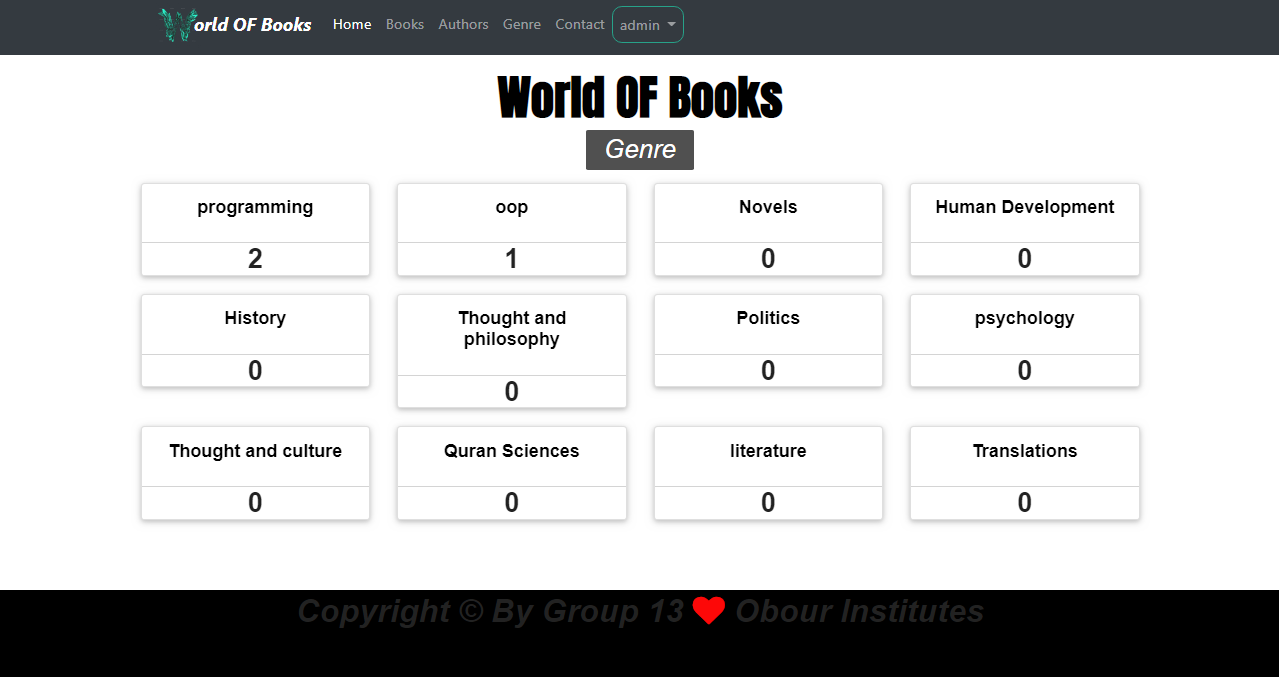 World OF Books Home Books Authors Genre Contact admin
World OF Books
Genre
programming
2
oop
1
Novels
0
Human Development
0
History
0
Thought and
philosophy
0
Politics
0
psychology
0
Thought and culture
0
Quran Sciences
0
literature
0
Translations
0
Copyright © By Group 13 ❤ Obour Institutes